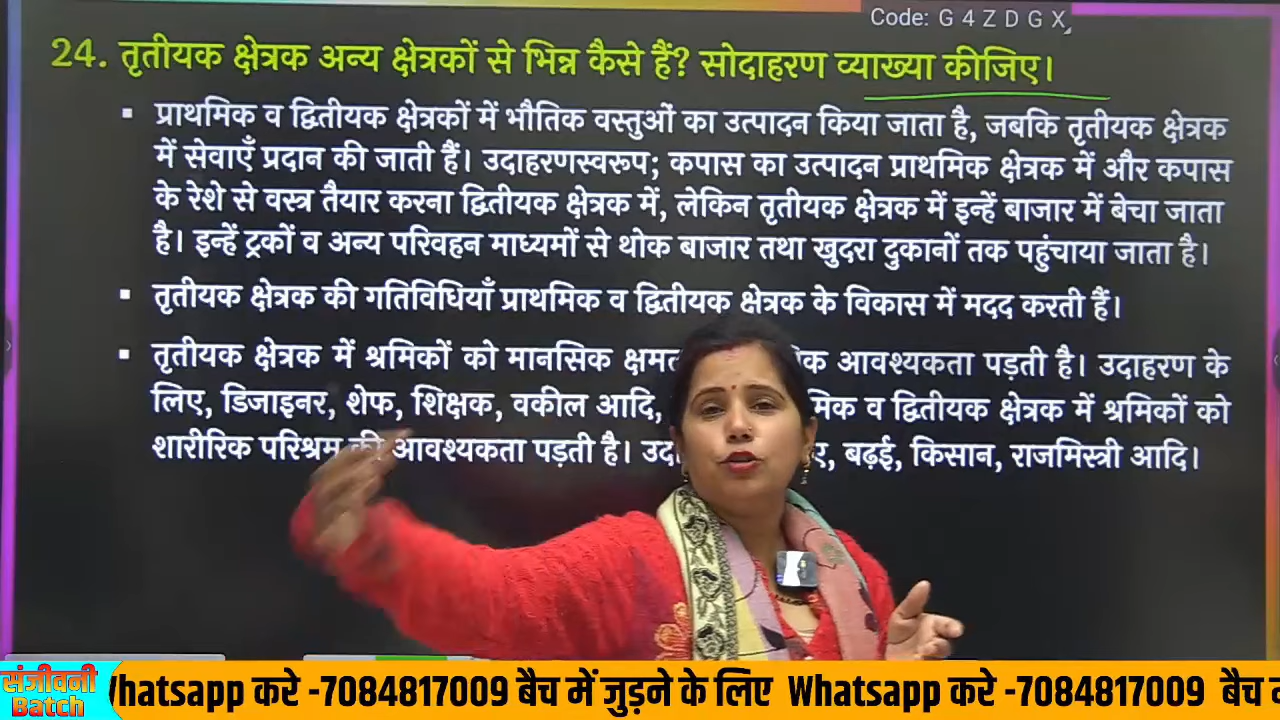 Code: G 4 Z D G X
24. तृतीयक क्षेत्रक अन्य क्षेत्रकों से भिन्न कैसे हैं? सोदाहरण व्याख्या कीजिए।
▪ प्राथमिक व द्वितीयक क्षेत्रकों में भौतिक वस्तुओं का उत्पादन किया जाता है, जबकि तृतीयक क्षेत्रक
में सेवाएँ प्रदान की जाती हैं। उदाहरणस्वरूप; कपास का उत्पादन प्राथमिक क्षेत्रक में और कपास
के रेशे से वस्त्र तैयार करना द्वितीयक क्षेत्रक में, लेकिन तृतीयक क्षेत्रक में इन्हें बाजार में बेचा जाता
है। इन्हें ट्रकों व अन्य परिवहन माध्यमों से थोक बाजार तथा खुदरा दुकानों तक पहुंचाया जाता है।
▪ तृतीयक क्षेत्रक की गतिविधियाँ प्राथमिक व द्वितीयक क्षेत्रक के विकास में मदद करती हैं।
▪ तृतीयक क्षेत्रक में श्रमिकों को मानसिक आवश्यकता पड़ती है। उदाहरण के
लिए, डिजाइनर, शेफ, शिक्षक, वकील आदि, व द्वितीयक क्षेत्रक में श्रमिकों को
शारीरिक परिश्रम की आवश्यकता पड़ती है। बढ़ई, किसान, राजमिस्त्री आदि।
संजीवनी
Batch
Whatsapp करे -7084817009 बैच में जुड़ने के लिए Whatsapp करे -7084817009 बैच